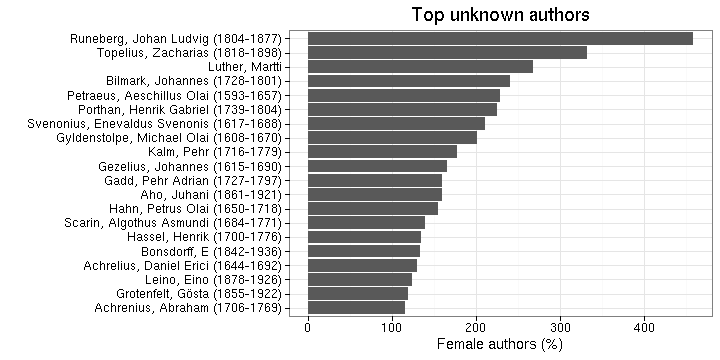 Top unknown authors
Runeberg, Johan Ludvig (1804-1877)
Topelius, Zacharias (1818-1898)
Luther, Martti
Bilmark, Johannes (1728-1801)
Petraeus, Aeschillus Olai (1593-1657)
Porthan, Henrik Gabriel (1739-1804)
Svenonius, Enevaldus Svenonis (1617-1688)
Gyldenstolpe, Michael Olai (1608-1670)
Kalm, Pehr (1716-1779)
Gezelius, Johannes (1615-1690)
Gadd, Pehr Adrian (1727-1797)
Aho, Juhani (1861-1921)
Hahn, Petrus Olai (1650-1718)
Scarin, Algothus Asmundi (1684-1771)
Hassel, Henrik (1700-1776)
Bonsdorff, E (1842-1936)
Achrelius, Daniel Erici (1644-1692)
Leino, Eino (1878-1926)
Grotenfelt, Gösta (1855-1922)
Achrenius, Abraham (1706-1769)
0 100 200 300 400
Female authors (%)